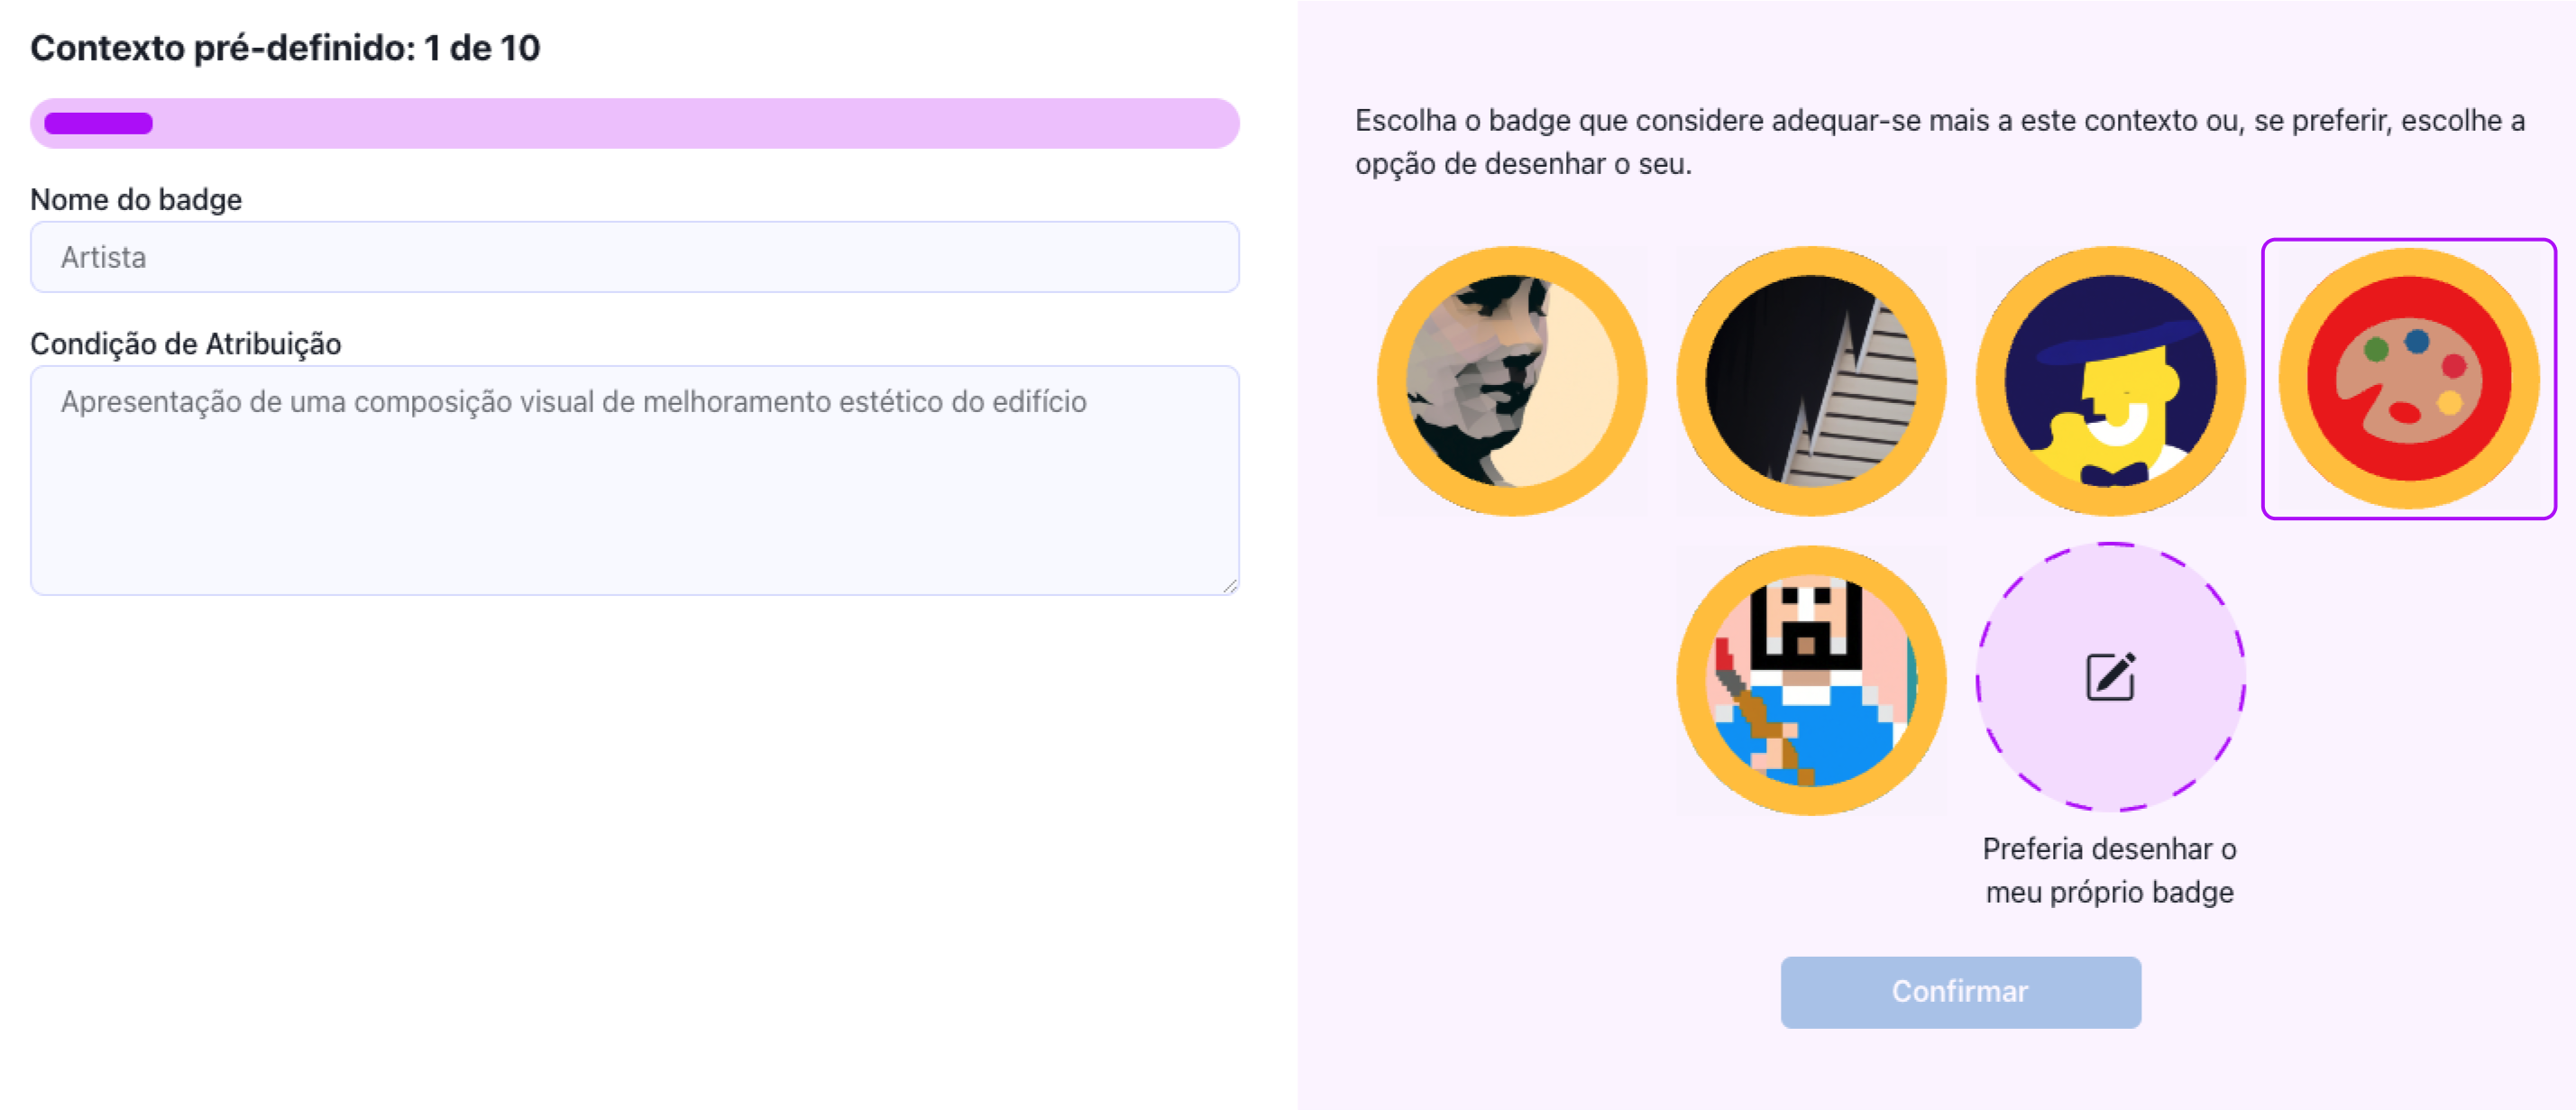 Contexto pré-definido: 1 de 10
Nome do badge
Artista
Condição de Atribuição
Apresentação de uma composição visual de melhoramento estético do edifício
Escolha o badge que considere adequar-se mais a este contexto ou, se preferir, escolhe a
opção de desenhar o seu.
Preferia desenhar o
meu próprio badge
Confirmar